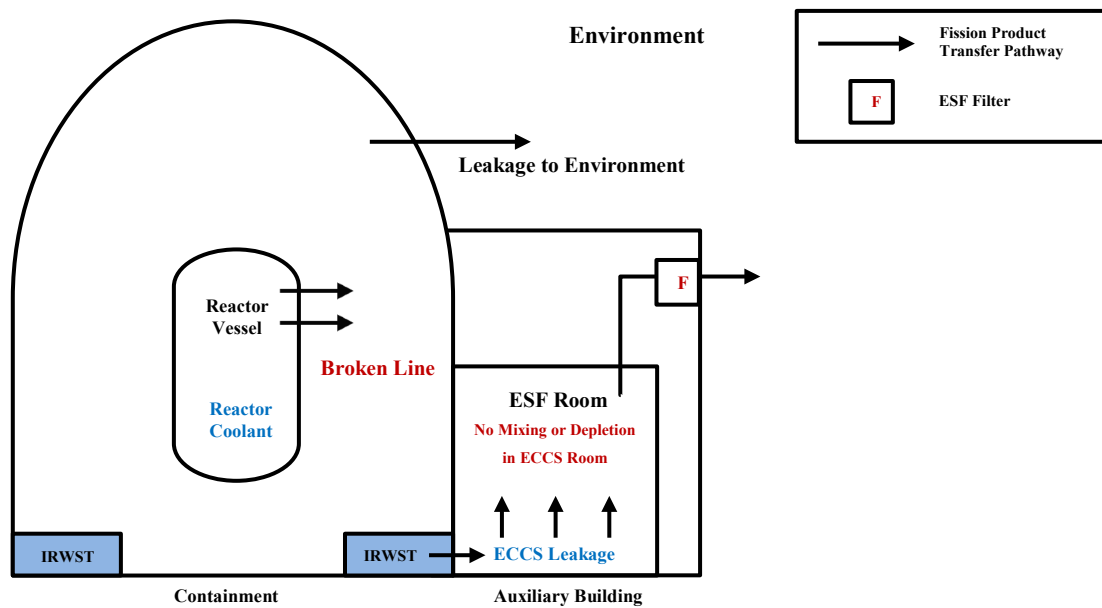 Environment
Fission Product
Transfer Pathway
F
ESF Filter
Leakage to Environment
Reactor
Vessel
Broken Line
Reactor
Coolant
F
ESF Room
No Mixing or Depletion
in ECCS Room
IRWST
IRWST
ECCS Leakage
Containment
Auxiliary Building